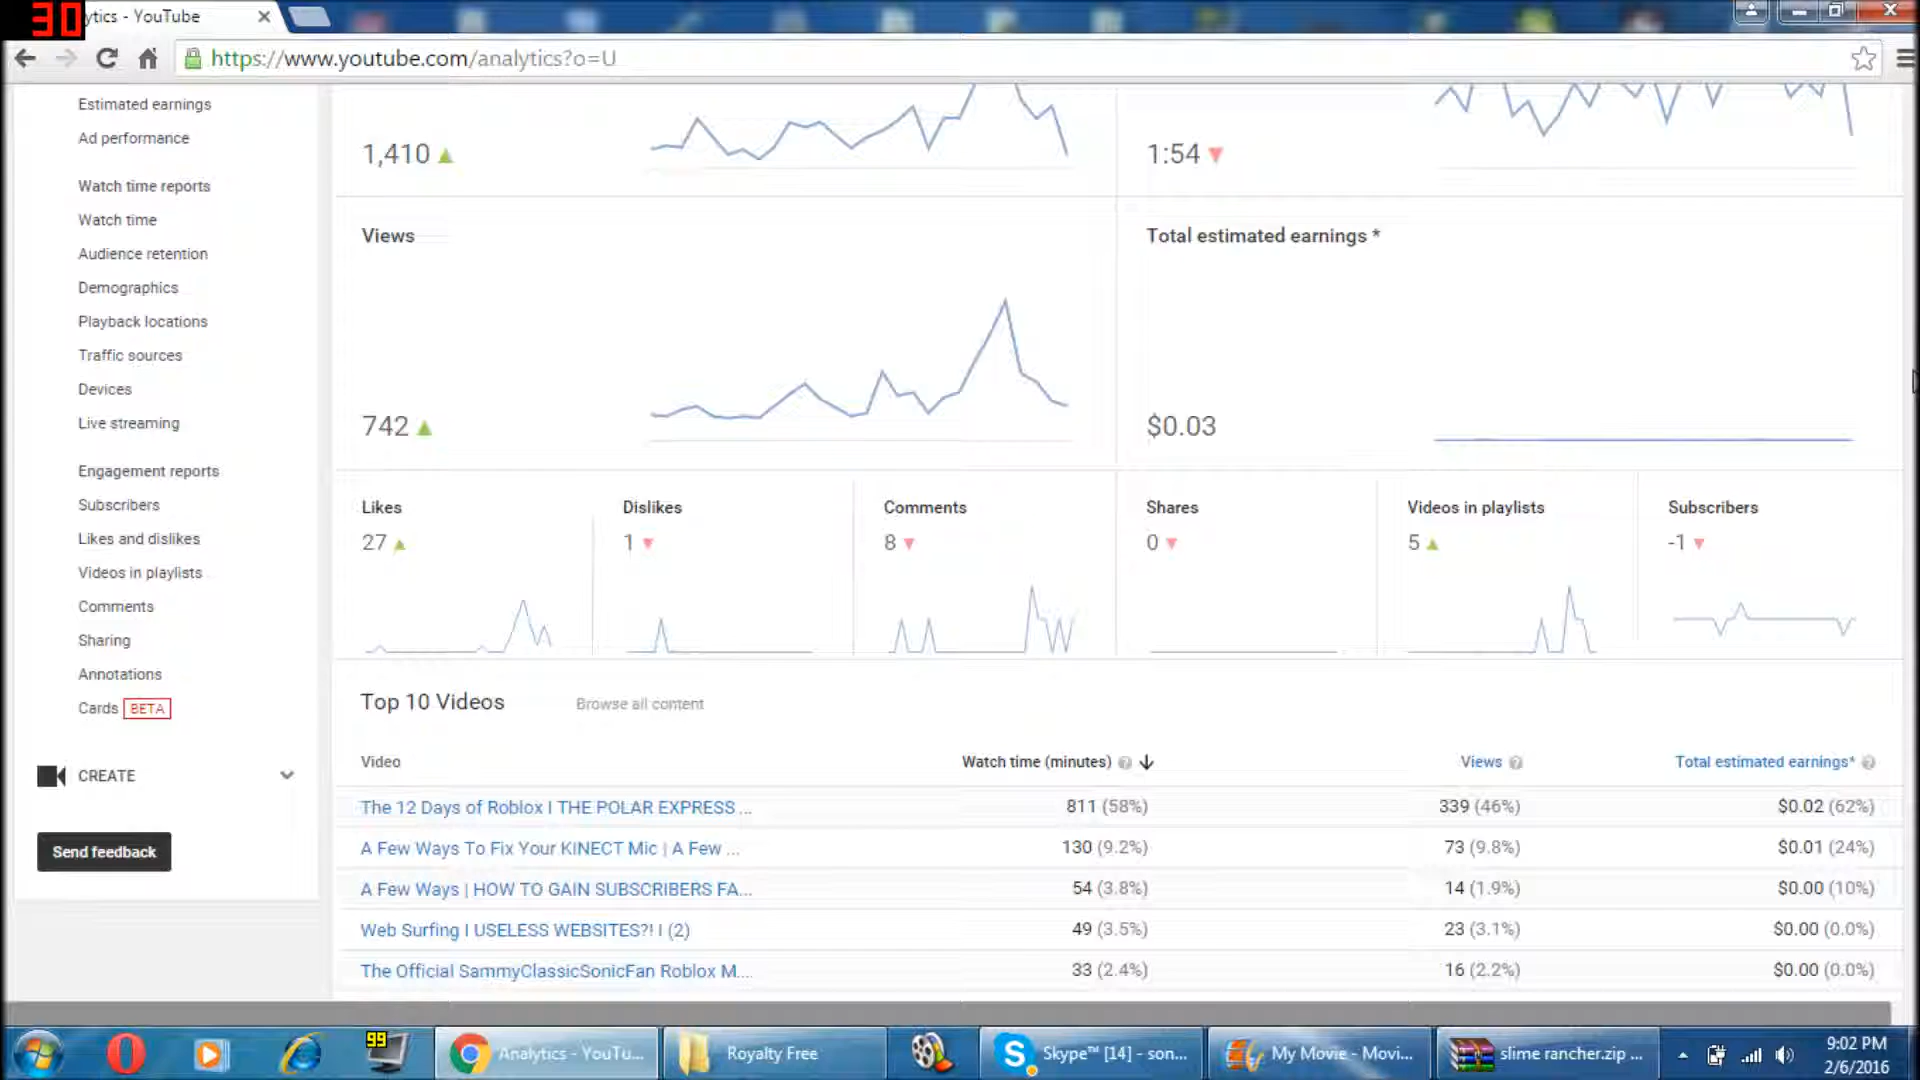 30
ytics - YouTube
https://www.youtube.com/analytics?o=U
Estimated earnings
Ad performance
1,410
1:54
Watch time reports
Watch time
Audience retention
Demographics
Playback locations
Traffic sources
Devices
Live streaming
Views
742
Total estimated earnings *
$0.03
Engagement reports
Subscribers
Likes and dislikes
Videos in playlists
Comments
Sharing
Annotations
Cards BETA
Likes
27
Dislikes
1
Comments
8
Shares
0
Videos in playlists
5
Subscribers
-1
CREATE
Send feedback
Top 10 Videos Browse all content
Video Watch time (minutes) Views Total estimated earnings*
The 12 Days of Roblox I THE POLAR EXPRESS ... 811 (58%) 339 (46%) $0.02 (62%)
A Few Ways To Fix Your KINECT Mic | A Few ... 130 (9.2%) 73 (9.8%) $0.01 (24%)
A Few Ways | HOW TO GAIN SUBSCRIBERS FA... 54 (3.8%) 14 (1.9%) $0.00 (10%)
Web Surfing I USELESS WEBSITES?! I (2) 49 (3.5%) 23 (3.1%) $0.00 (0.0%)
The Official SammyClassicSonicFan Roblox M... 33 (2.4%) 16 (2.2%) $0.00 (0.0%)
99
Analytics - YouTu...
Royalty Free
Skype™ [14] - son...
My Movie - Movi...
slime rancher.zip ...
9:02 PM
2/6/2016